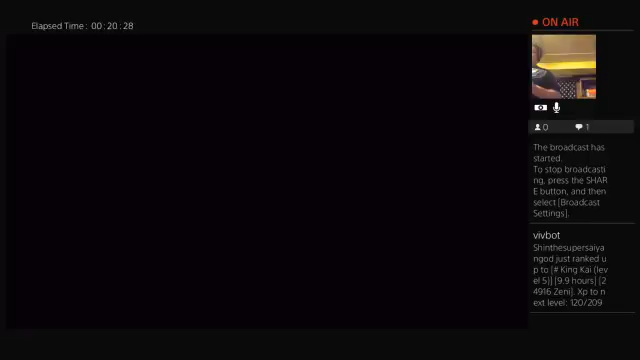 Elapsed Time : 00 : 20 : 28
ON AIR
0
1
The broadcast has
started.
To stop broadcasti
ng, press the SHAR
E button, and then
select [Broadcast
Settings].
vivbot
Shinthesupersaiya
ngod just ranked u
p to [# King Kai (lev
el 5)] [9.9 hours] [2
4916 Zeni]. Xp to n
ext level: 120/209